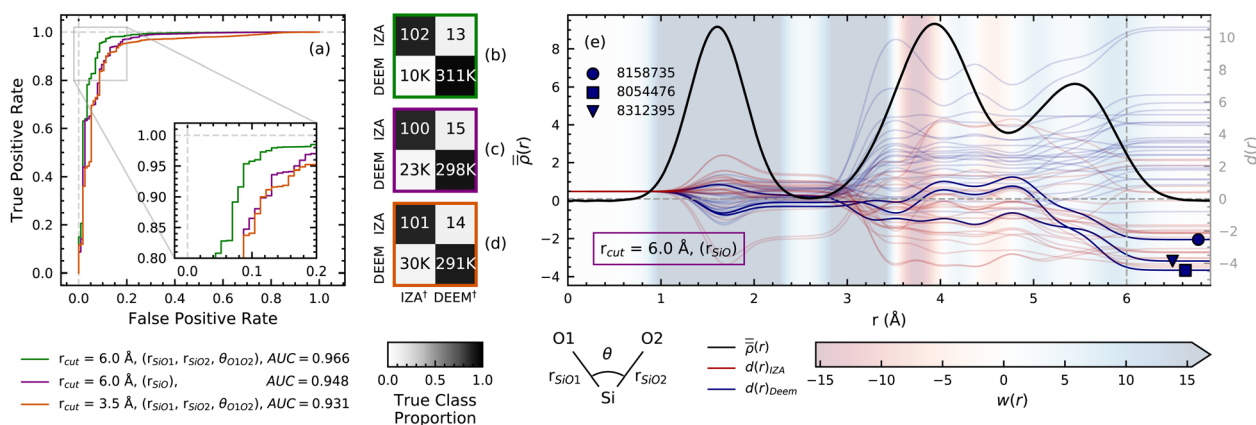 (a)
True Positive Rate
1.0
0.8
0.6
0.4
0.2
0.0
1.00
0.95
0.90
0.85
0.80
0.0 0.1 0.2
0.0 0.2 0.4 0.6 0.8 1.0
False Positive Rate
r_cut = 6.0 Å, (r_SiO1, r_SiO2, θ_O1O2), AUC = 0.966
r_cut = 6.0 Å, (r_SiO), AUC = 0.948
r_cut = 3.5 Å, (r_SiO1, r_SiO2, θ_O1O2), AUC = 0.931
IZA
DEEM
102 13
10K 311K
(b)
IZA
DEEM
100 15
23K 298K
(c)
IZA
DEEM
101 14
30K 291K
(d)
IZA† DEEM†
0.0 0.5 1.0
True Class
Proportion
(e)
8158735
8054476
8312395
r_cut = 6.0 Å, (r_SiO)
ρ̿(r)
8
6
4
2
0
−2
−4
0 1 2 3 4 5 6
r (Å)
10
8
6
4
2
0
−2
−4
d(r)
O1 O2
θ
r_SiO1 r_SiO2
Si
ρ̿(r)
d(r)_IZA
d(r)_Deem
−15 −10 −5 0 5 10 15
w(r)